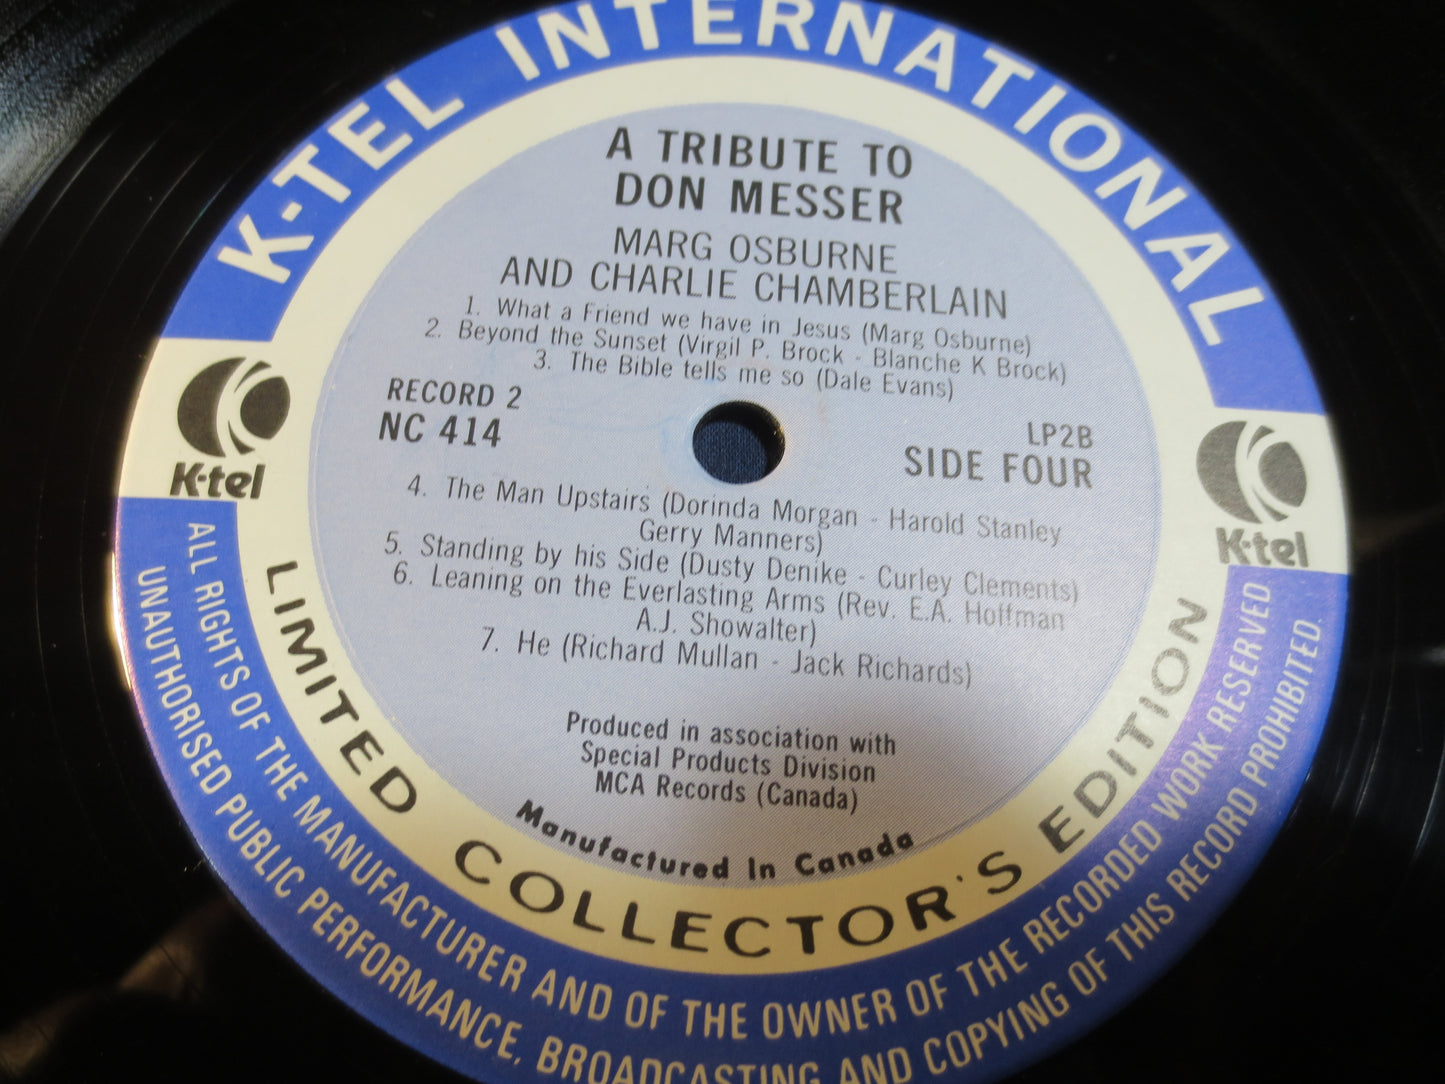 K-TEL INTERNATIONAL
A TRIBUTE TO
DON MESSER
MARG OSBURNE
AND CHARLIE CHAMBERLAIN
1. What a Friend we have in Jesus (Marg Osburne)
2. Beyond the Sunset (Virgil P. Brock - Blanche K Brock)
3. The Bible tells me so (Dale Evans)
RECORD 2
NC 414
LP2B
SIDE FOUR
K-tel
K-tel
4. The Man Upstairs (Dorinda Morgan - Harold Stanley
Gerry Manners)
5. Standing by his Side (Dusty Denike - Curley Clements)
6. Leaning on the Everlasting Arms (Rev. E.A. Hoffman
A.J. Showalter)
7. He (Richard Mullan - Jack Richards)
Produced in association with
Special Products Division
MCA Records (Canada)
Manufactured In Canada
LIMITED COLLECTOR'S EDITION
ALL RIGHTS OF THE MANUFACTURER AND OF THE OWNER OF THE RECORDED WORK RESERVED
UNAUTHORISED PUBLIC PERFORMANCE, BROADCASTING AND COPYING OF THIS RECORD PROHIBITED.